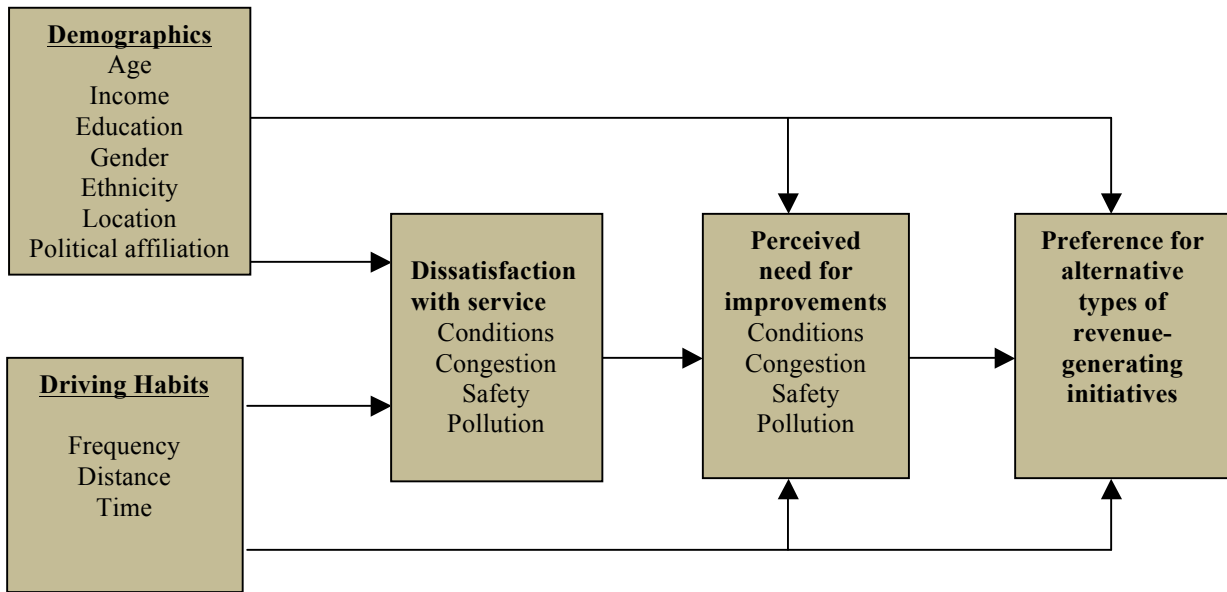 Demographics
Age
Income
Education
Gender
Ethnicity
Location
Political affiliation
Driving Habits
Frequency
Distance
Time
Dissatisfaction
with service
Conditions
Congestion
Safety
Pollution
Perceived
need for
improvements
Conditions
Congestion
Safety
Pollution
Preference for
alternative
types of
revenue-
generating
initiatives